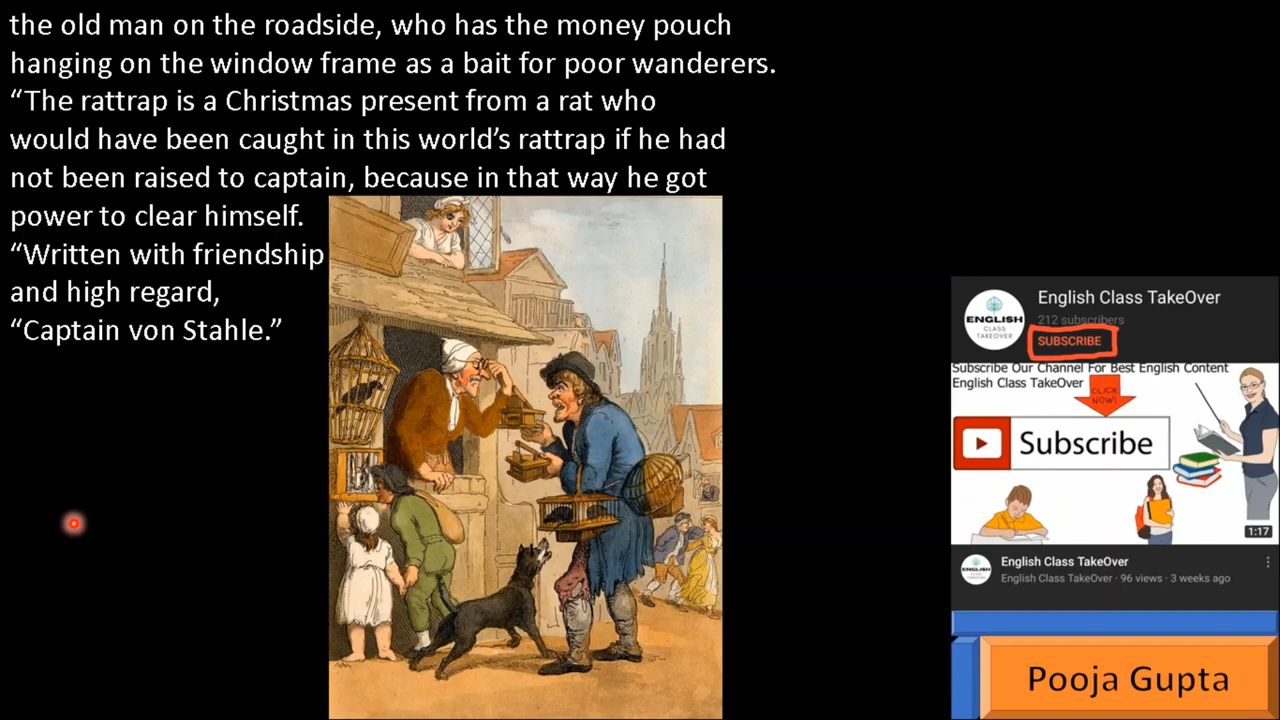 the old man on the roadside, who has the money pouch
hanging on the window frame as a bait for poor wanderers.
“The rattrap is a Christmas present from a rat who
would have been caught in this world’s rattrap if he had
not been raised to captain, because in that way he got
power to clear himself.
“Written with friendship
and high regard,
“Captain von Stahle.”
English Class TakeOver
212 subscribers
SUBSCRIBE
ENGLISH
CLASS
TAKEOVER
Subscribe Our Channel For Best English Content
English Class TakeOver
CLICK
NOW!
Subscribe
1:17
English Class TakeOver
English Class TakeOver · 96 views · 3 weeks ago
ENGLISH
Pooja Gupta